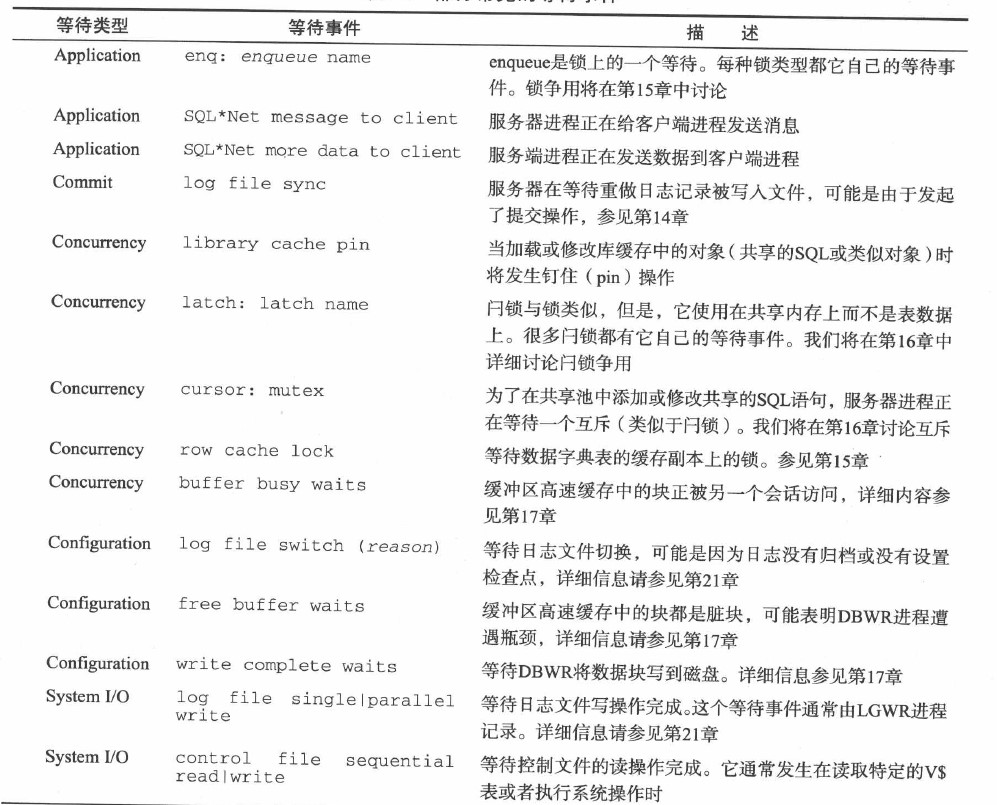 等待类型 等待事件 描 述
Application enq: enqueue name enqueue是锁上的一个等待。每种锁类型都它自己的等待事
件。锁争用将在第15章中讨论
Application SQL*Net message to client 服务器进程正在给客户端进程发送消息
Application SQL*Net more data to client 服务端进程正在发送数据到客户端进程
Commit log file sync 服务器在等待重做日志记录被写入文件，可能是由于发起
了提交操作，参见第14章
Concurrency library cache pin 当加载或修改库缓存中的对象（共享的SQL或类似对象）时
将发生钉住（pin）操作
Concurrency latch: latch name 闩锁与锁类似，但是，它使用在共享内存上而不是表数据
上。很多闩锁都有它自己的等待事件。我们将在第16章中
详细讨论闩锁争用
Concurrency cursor: mutex 为了在共享池中添加或修改共享的SQL语句，服务器进程正
在等待一个互斥（类似于闩锁）。我们将在第16章讨论互斥
Concurrency row cache lock 等待数据字典表的缓存副本上的锁。参见第15章
Concurrency buffer busy waits 缓冲区高速缓存中的块正被另一个会话访问，详细内容参
见第17章
Configuration log file switch (reason) 等待日志文件切换，可能是因为日志没有归档或没有设置
检查点，详细信息请参见第21章
Configuration free buffer waits 缓冲区高速缓存中的块都是脏块，可能表明DBWR进程遭
遇瓶颈，详细信息请参见第17章
Configuration write complete waits 等待DBWR将数据块写到磁盘。详细信息参见第17章
System I/O log file single|parallel 等待日志文件写操作完成。这个等待事件通常由LGWR进程
write 记录。详细信息请参见第21章
System I/O control file sequential 等待控制文件的读操作完成。它通常发生在读取特定的V$
read|write 表或者执行系统操作时